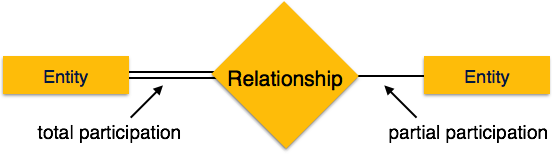 Entity
Relationship
Entity
total participation
partial participation